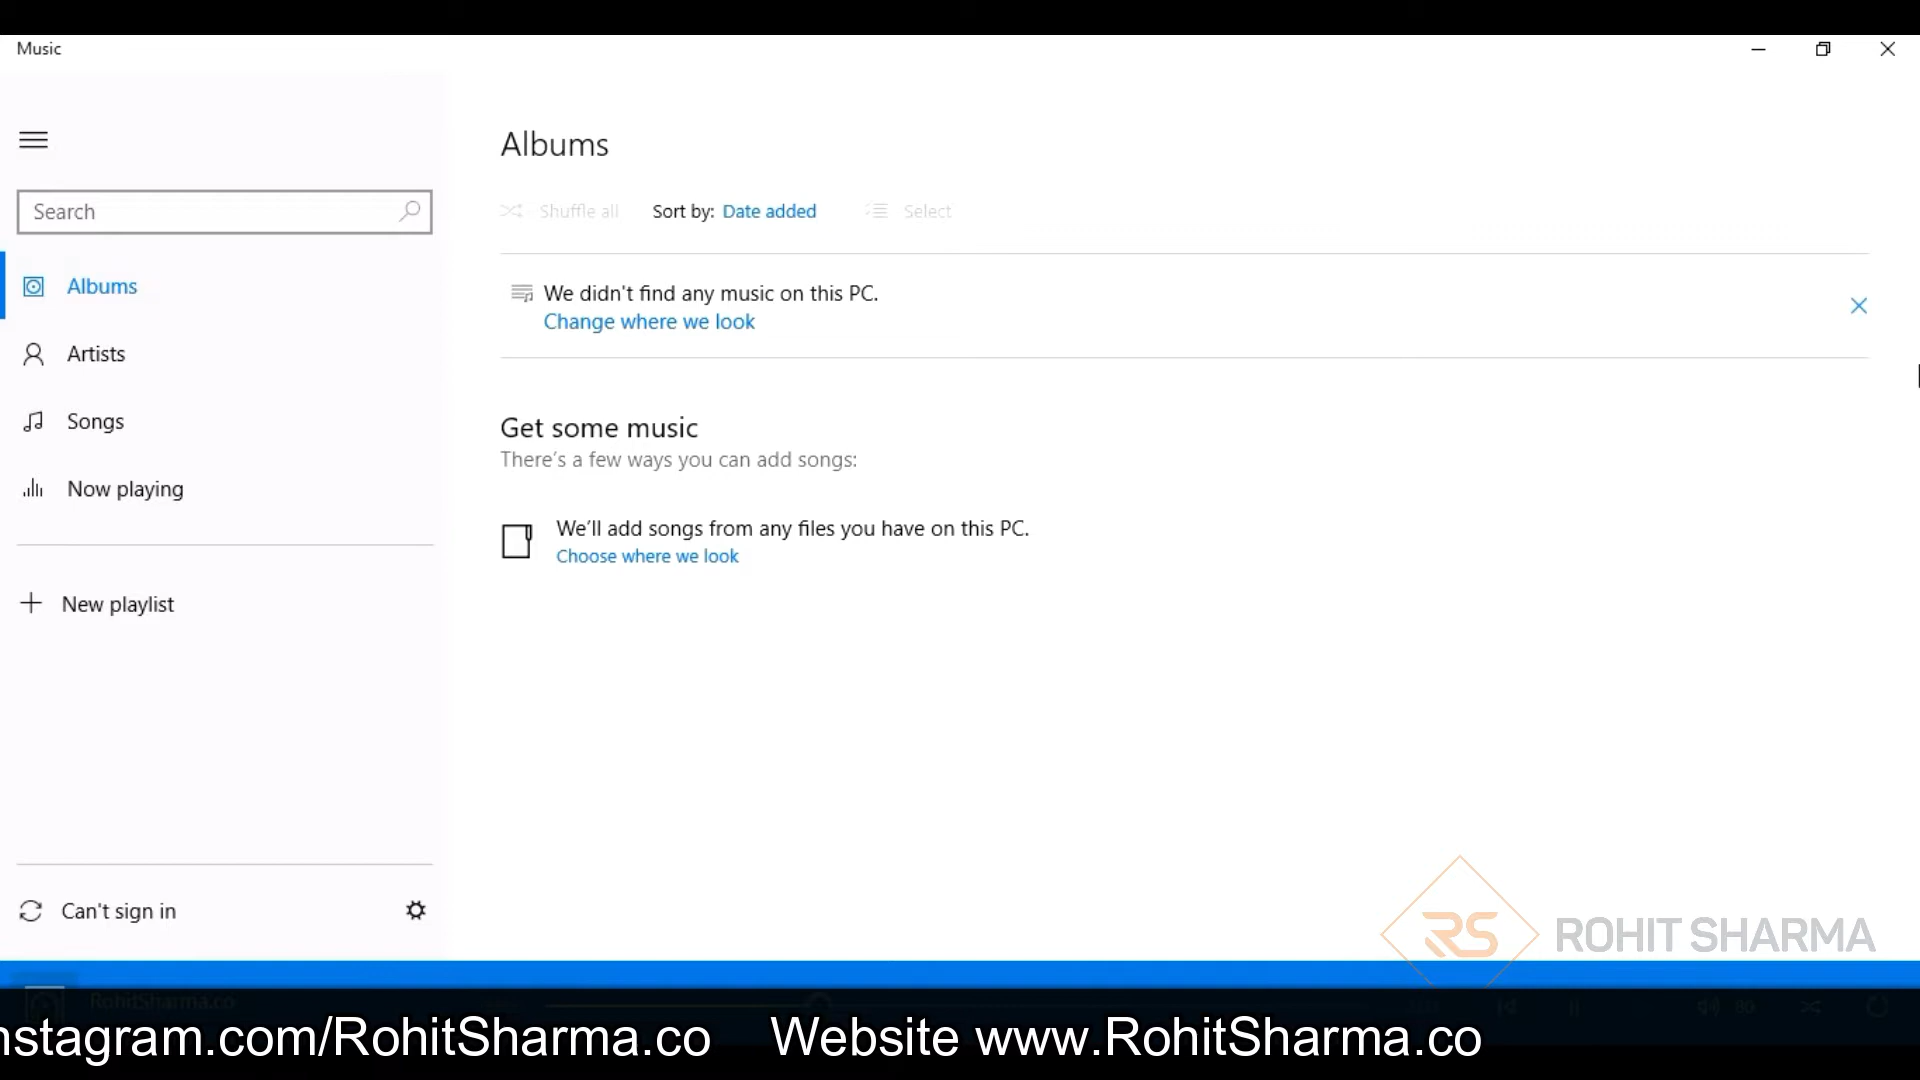 Music
Search
Albums
Artists
Songs
Now playing
New playlist
Can't sign in
Albums
Shuffle all Sort by: Date added Select
We didn't find any music on this PC.
Change where we look
Get some music
There's a few ways you can add songs:
We'll add songs from any files you have on this PC.
Choose where we look
RS ROHIT SHARMA
RohitSharma.co
80
nstagram.com/RohitSharma.co Website www.RohitSharma.co